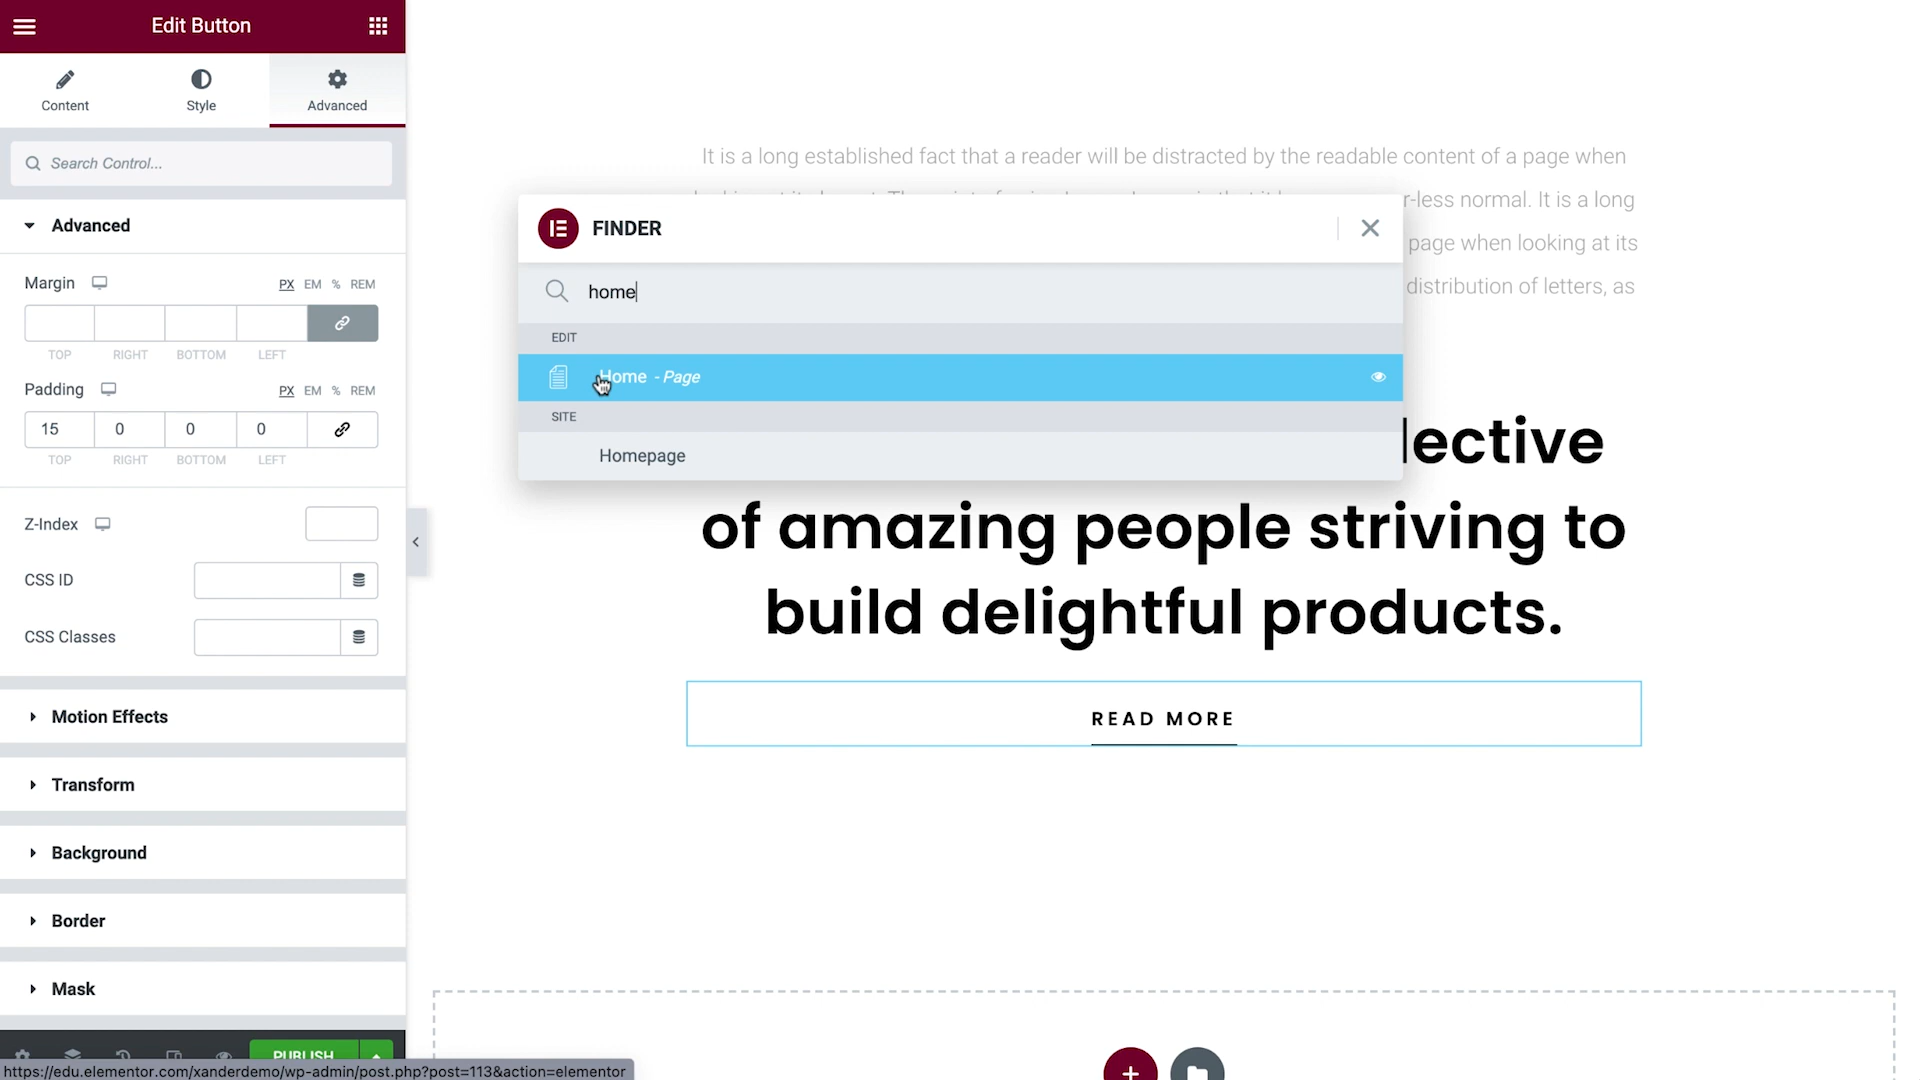 Edit Button
Content
Style
Advanced
Search Control...
Advanced
Margin
PX EM % REM
TOP RIGHT BOTTOM LEFT
Padding
PX EM % REM
15 0 0 0
TOP RIGHT BOTTOM LEFT
Z-Index
CSS ID
CSS Classes
Motion Effects
Transform
Background
Border
Mask
PUBLISH
https://edu.elementor.com/xanderdemo/wp-admin/post.php?post=113&action=elementor
It is a long established fact that a reader will be distracted by the readable content of a page when
r-less normal. It is a long
page when looking at its
distribution of letters, as
FINDER
home
EDIT
Home - Page
SITE
Homepage
lective
of amazing people striving to
build delightful products.
READ MORE